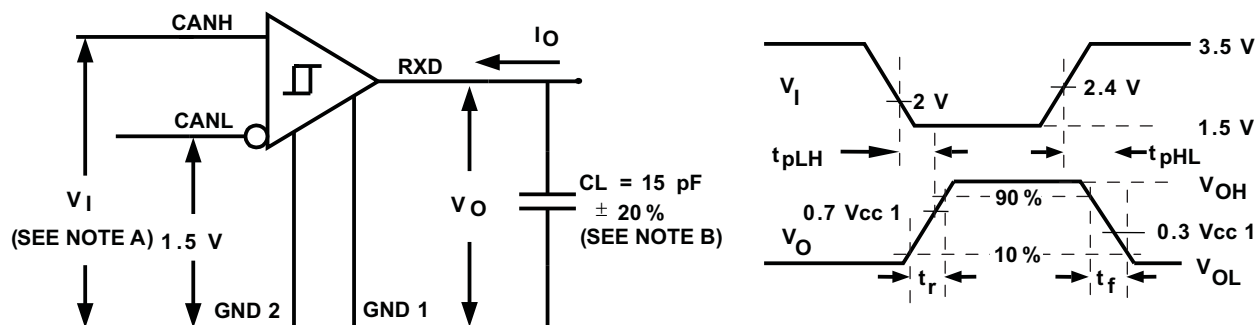 CANH
I O
RXD
CANL
V I
(SEE NOTE A)
1.5 V
V O
CL = 15 pF
± 20 %
(SEE NOTE B)
GND 2
GND 1
3.5 V
V I
2 V
2.4 V
1.5 V
t pLH
t pHL
V OH
90 %
0.7 Vcc 1
0.3 Vcc 1
V O
10 %
t r
t f
V OL